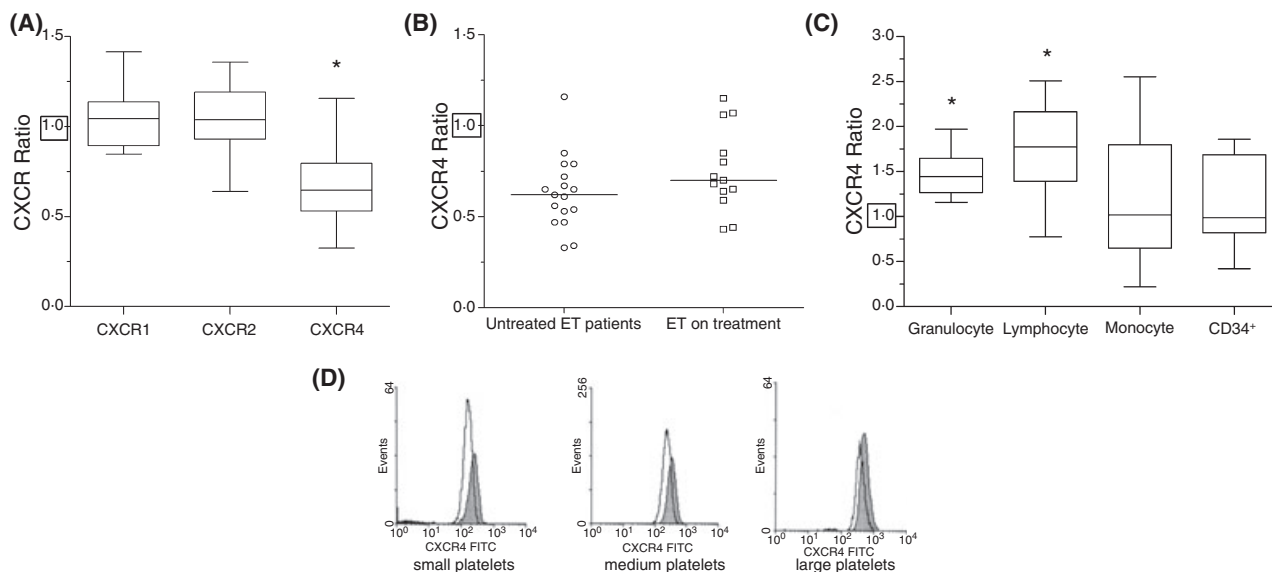 (A)
CXCR Ratio
1·5
1·0
0·5
0·0
CXCR1 CXCR2 CXCR4
*
(B)
CXCR4 Ratio
1·5
1·0
0·5
0·0
Untreated ET patients ET on treatment
(C)
CXCR4 Ratio
3·0
2·5
2·0
1·5
1·0
0·5
0·0
* *
Granulocyte Lymphocyte Monocyte CD34+
(D)
64
Events
0
10⁰ 10¹ 10² 10³ 10⁴
CXCR4 FITC
small platelets
256
Events
0
10⁰ 10¹ 10² 10³ 10⁴
CXCR4 FITC
medium platelets
64
Events
0
10⁰ 10¹ 10² 10³ 10⁴
CXCR4 FITC
large platelets